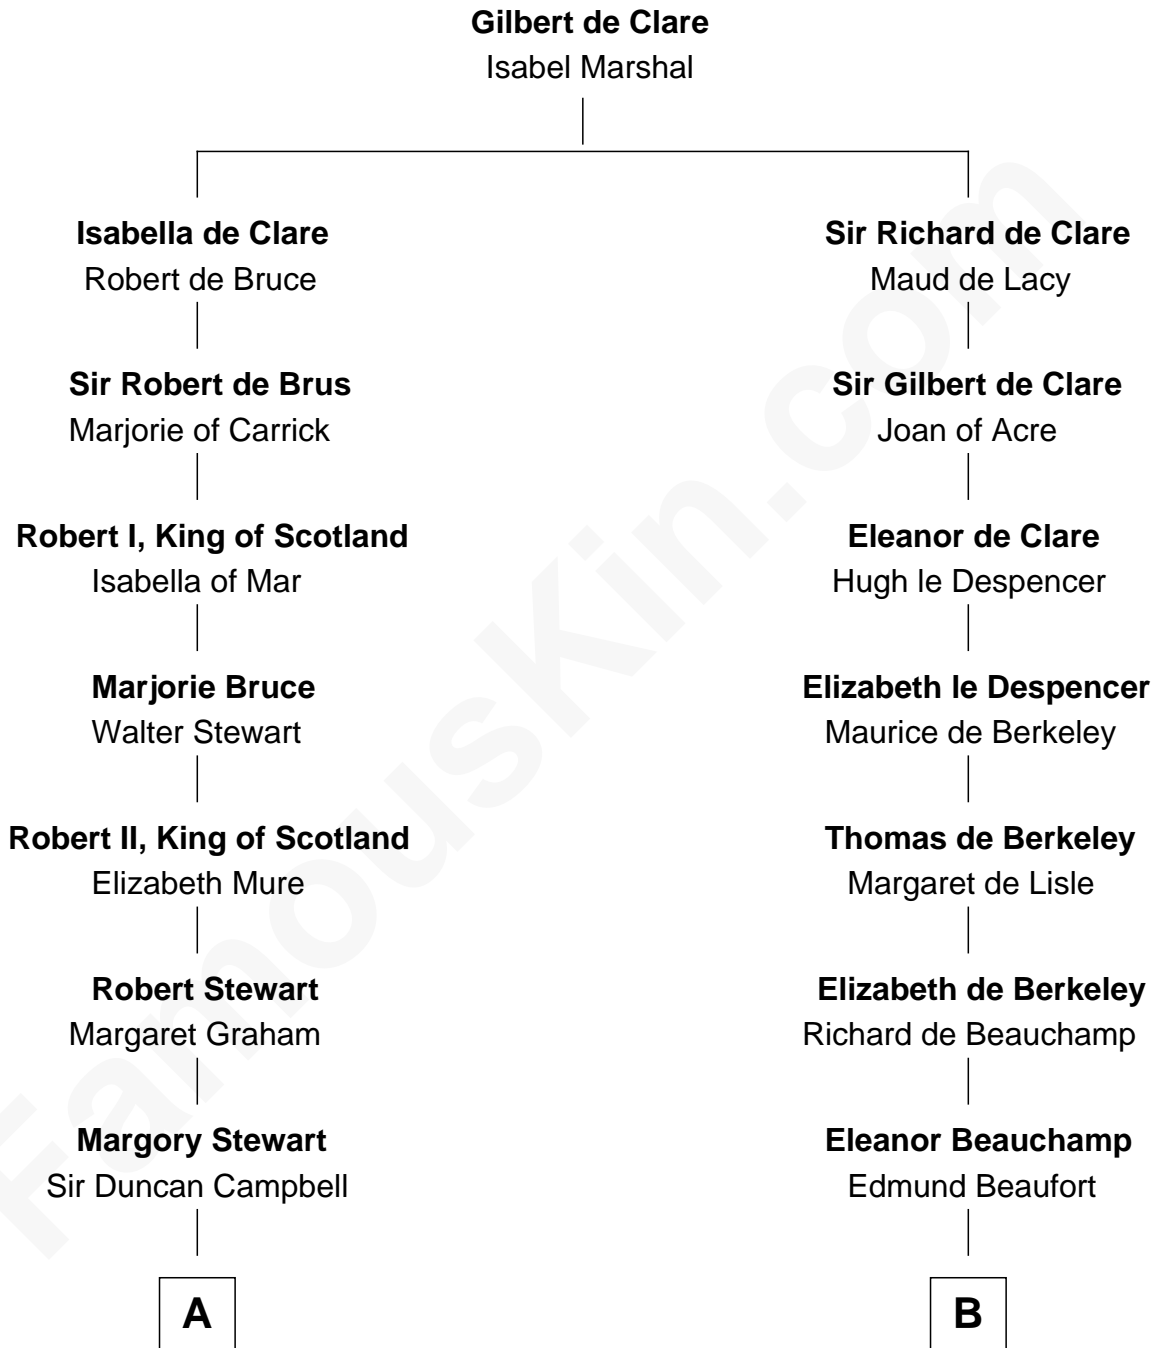 Gilbert de Clare
Isabel Marshal
Isabella de Clare
Robert de Bruce
Sir Richard de Clare
Maud de Lacy
Sir Robert de Brus
Marjorie of Carrick
Sir Gilbert de Clare
Joan of Acre
Robert I, King of Scotland
Isabella of Mar
Eleanor de Clare
Hugh le Despencer
Marjorie Bruce
Walter Stewart
Elizabeth le Despencer
Maurice de Berkeley
Robert II, King of Scotland
Elizabeth Mure
Thomas de Berkeley
Margaret de Lisle
Robert Stewart
Margaret Graham
Elizabeth de Berkeley
Richard de Beauchamp
Margory Stewart
Sir Duncan Campbell
Eleanor Beauchamp
Edmund Beaufort
A
B
FamousKin.com